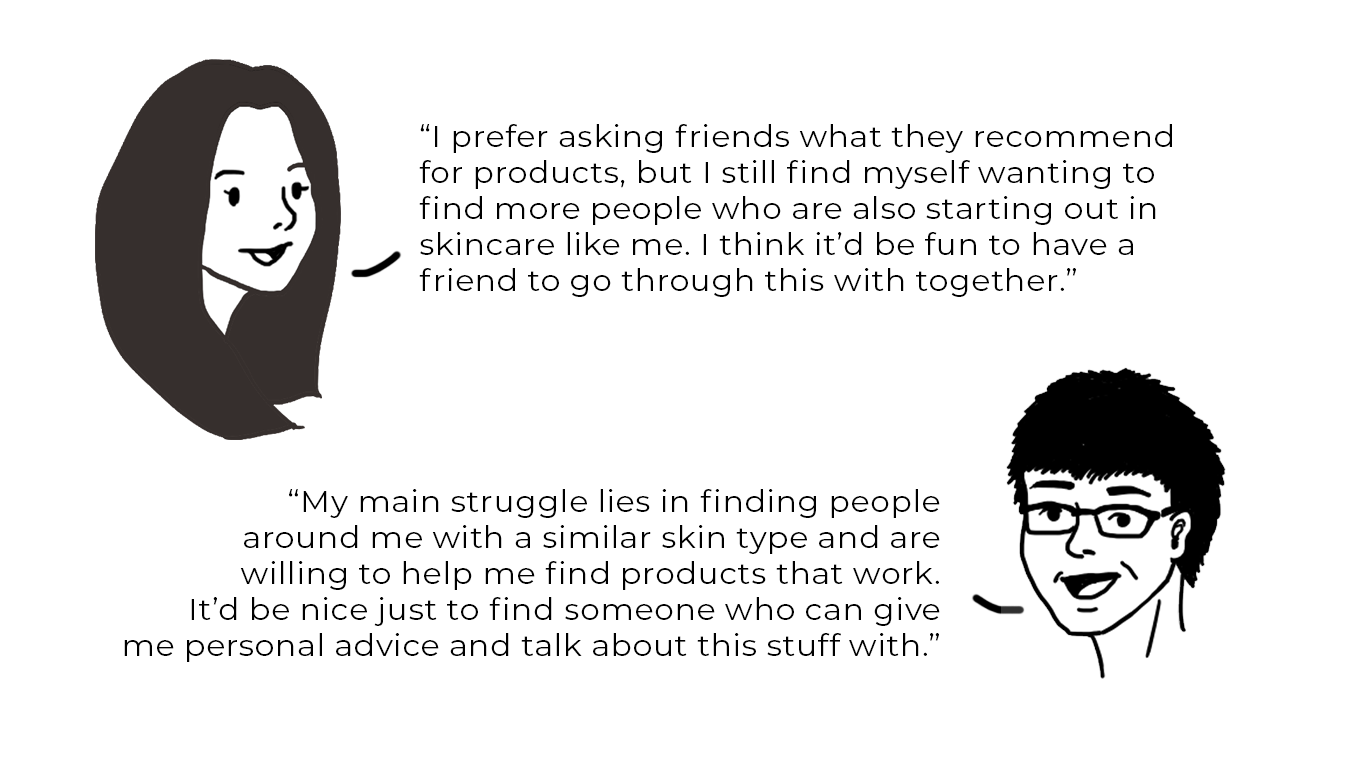 “I prefer asking friends what they recommend
for products, but I still find myself wanting to
find more people who are also starting out in
skincare like me. I think it’d be fun to have a
friend to go through this with together.”
“My main struggle lies in finding people
around me with a similar skin type and are
willing to help me find products that work.
It’d be nice just to find someone who can give
me personal advice and talk about this stuff with.”